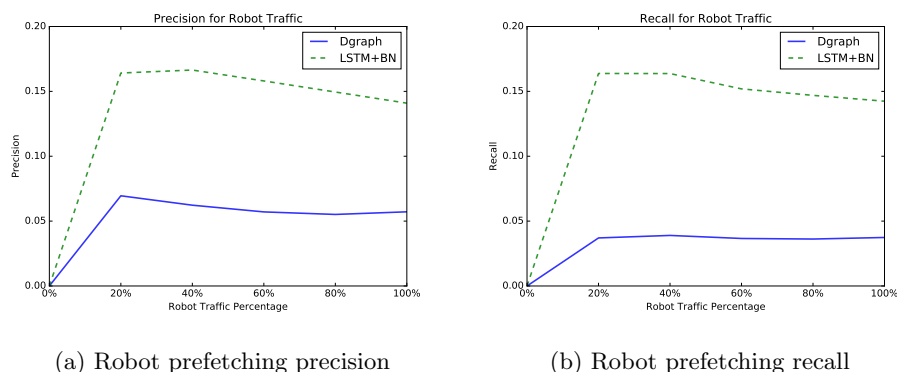 Precision for Robot Traffic
0.20
0.15
0.10
0.05
0.00
Precision
Dgraph
LSTM+BN
0% 20% 40% 60% 80% 100%
Robot Traffic Percentage
(a) Robot prefetching precision
Recall for Robot Traffic
0.20
0.15
0.10
0.05
0.00
Recall
Dgraph
LSTM+BN
0% 20% 40% 60% 80% 100%
Robot Traffic Percentage
(b) Robot prefetching recall